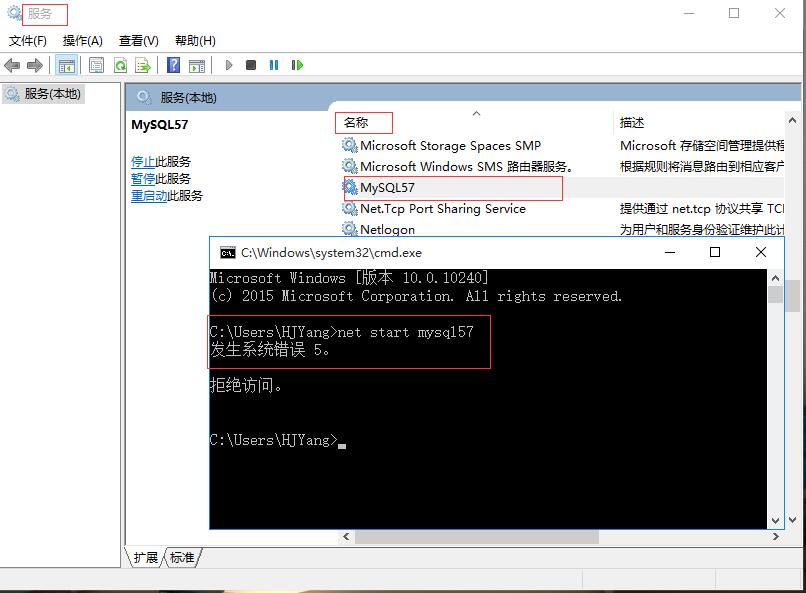 服务
文件(F) 操作(A) 查看(V) 帮助(H)
服务(本地)
服务(本地)
MySQL57
停止此服务
暂停此服务
重启动此服务
名称 描述
Microsoft Storage Spaces SMP Microsoft 存储空间管理提供程
Microsoft Windows SMS 路由器服务。 根据规则将消息路由到相应客户
MySQL57
Net.Tcp Port Sharing Service 提供通过 net.tcp 协议共享 TC
Netlogon 为用户和服务身份验证维护此计
C:\Windows\system32\cmd.exe
Microsoft Windows [版本 10.0.10240]
(c) 2015 Microsoft Corporation. All rights reserved.
C:\Users\HJYang>net start mysql57
发生系统错误 5。
拒绝访问。
C:\Users\HJYang>
扩展 标准